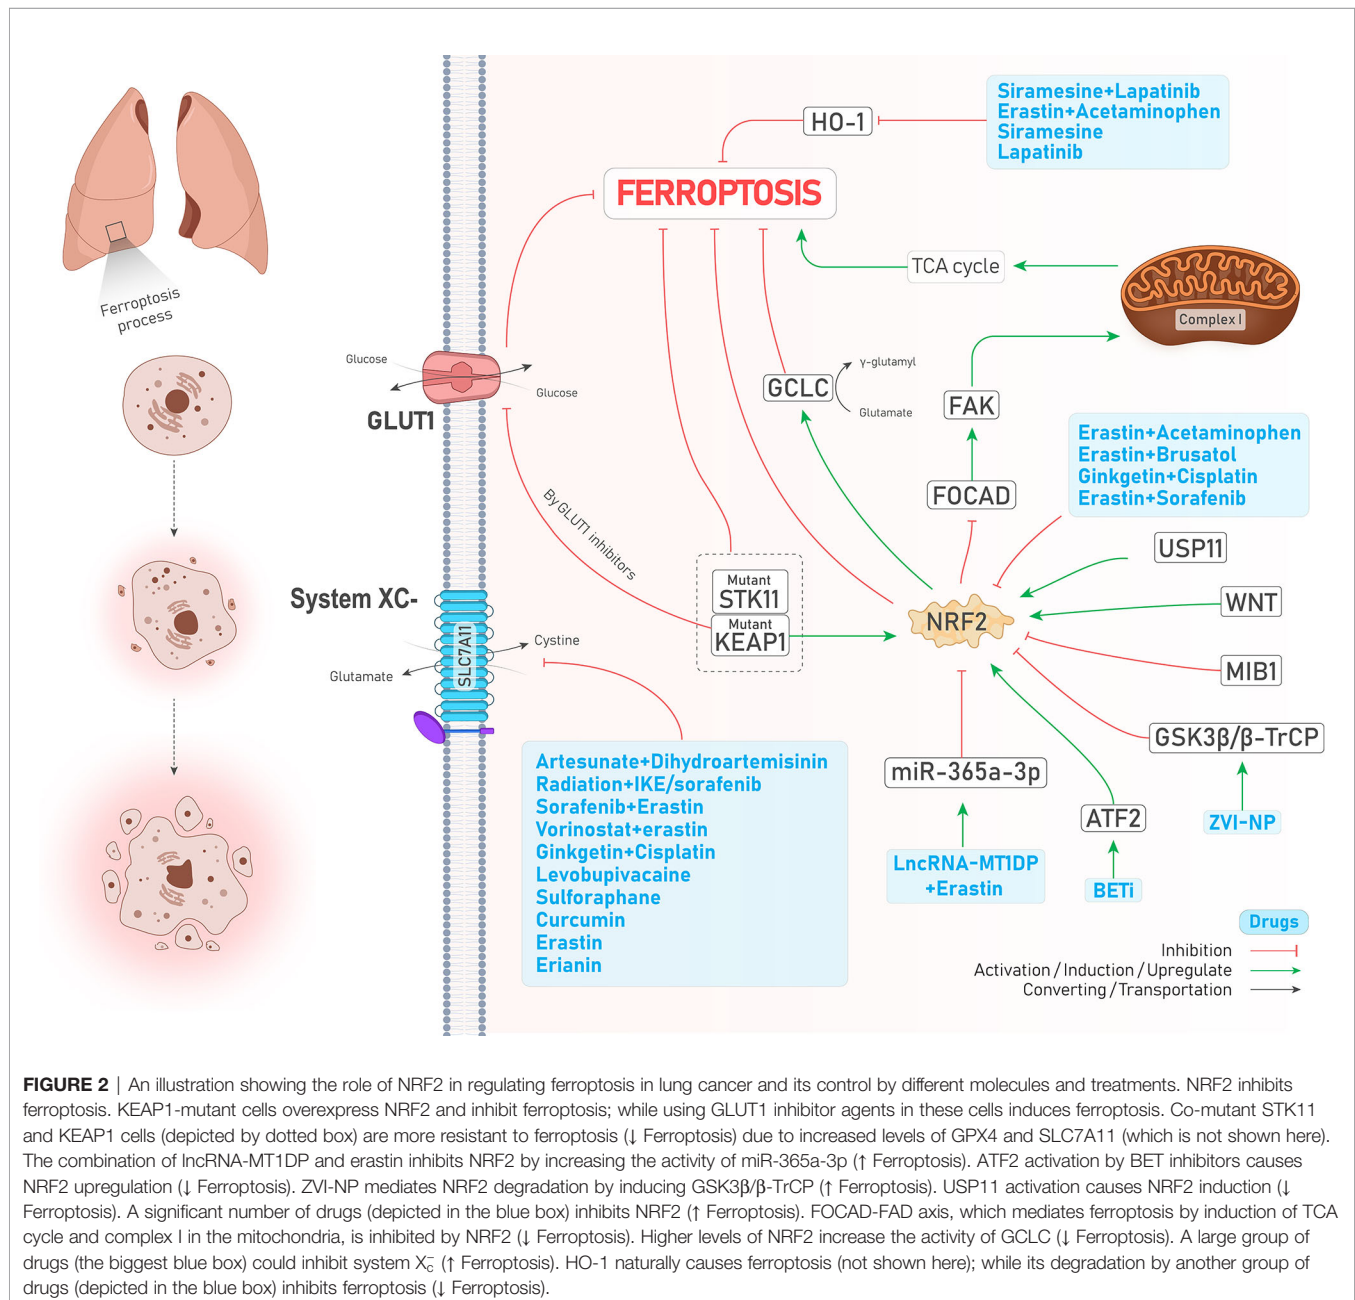 Siramesine+Lapatinib
Erastin+Acetaminophen
Siramesine
Lapatinib
HO-1
FERROPTOSIS
TCA cycle
Complex I
Ferroptosis
process
Glucose
Glucose
GLUT1
GCLC
γ-glutamyl
Glutamate
FAK
FOCAD
Erastin+Acetaminophen
Erastin+Brusatol
Ginkgetin+Cisplatin
Erastin+Sorafenib
By GLUT1 inhibitors
USP11
WNT
MIB1
GSK3β/β-TrCP
ZVI-NP
NRF2
Mutant
STK11
Mutant
KEAP1
System XC-
SLC7A11
Cystine
Glutamate
Artesunate+Dihydroartemisinin
Radiation+IKE/sorafenib
Sorafenib+Erastin
Vorinostat+erastin
Ginkgetin+Cisplatin
Levobupivacaine
Sulforaphane
Curcumin
Erastin
Erianin
miR-365a-3p
LncRNA-MT1DP
+Erastin
ATF2
BETi
Drugs
Inhibition
Activation/Induction/Upregulate
Converting/Transportation
FIGURE 2 | An illustration showing the role of NRF2 in regulating ferroptosis in lung cancer and its control by different molecules and treatments. NRF2 inhibits
ferroptosis. KEAP1-mutant cells overexpress NRF2 and inhibit ferroptosis; while using GLUT1 inhibitor agents in these cells induces ferroptosis. Co-mutant STK11
and KEAP1 cells (depicted by dotted box) are more resistant to ferroptosis (↓ Ferroptosis) due to increased levels of GPX4 and SLC7A11 (which is not shown here).
The combination of lncRNA-MT1DP and erastin inhibits NRF2 by increasing the activity of miR-365a-3p (↑ Ferroptosis). ATF2 activation by BET inhibitors causes
NRF2 upregulation (↓ Ferroptosis). ZVI-NP mediates NRF2 degradation by inducing GSK3β/β-TrCP (↑ Ferroptosis). USP11 activation causes NRF2 induction (↓
Ferroptosis). A significant number of drugs (depicted in the blue box) inhibits NRF2 (↑ Ferroptosis). FOCAD-FAD axis, which mediates ferroptosis by induction of TCA
cycle and complex I in the mitochondria, is inhibited by NRF2 (↓ Ferroptosis). Higher levels of NRF2 increase the activity of GCLC (↓ Ferroptosis). A large group of
drugs (the biggest blue box) could inhibit system X⁻c (↑ Ferroptosis). HO-1 naturally causes ferroptosis (not shown here); while its degradation by another group of
drugs (depicted in the blue box) inhibits ferroptosis (↓ Ferroptosis).